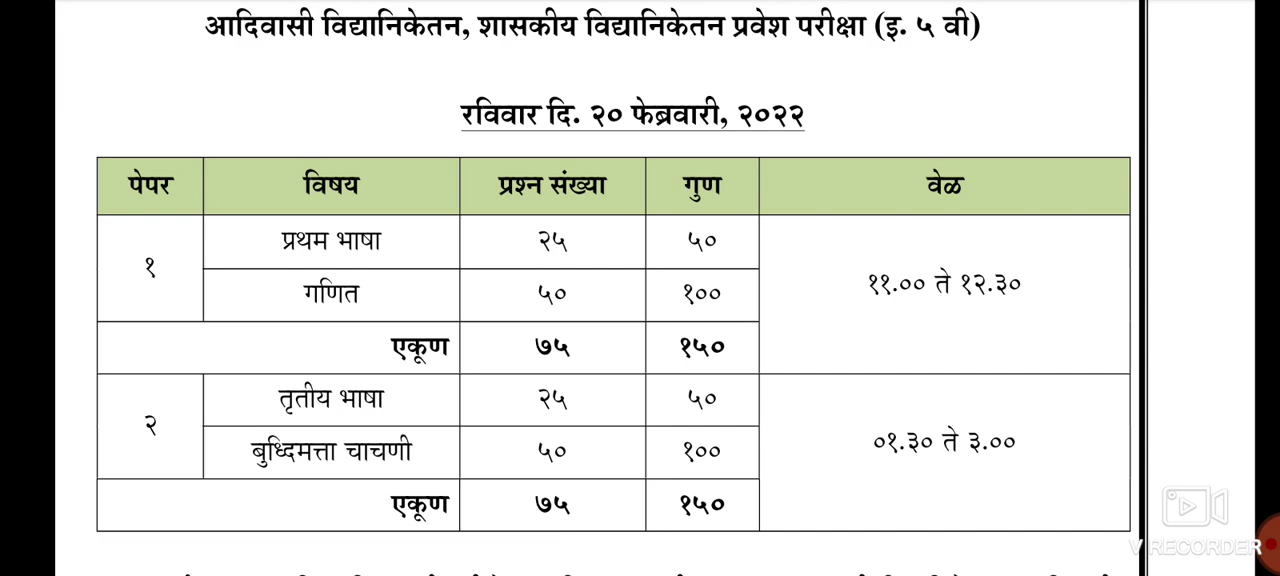 आदिवासी विद्यानिकेतन, शासकीय विद्यानिकेतन प्रवेश परीक्षा (इ. ५ वी)
रविवार दि. २० फेब्रवारी, २०२२
पेपर विषय प्रश्न संख्या गुण वेळ
१ प्रथम भाषा २५ ५० ११.०० ते १२.३०
गणित ५० १००
एकूण ७५ १५०
२ तृतीय भाषा २५ ५० ०१.३० ते ३.००
बुध्दिमत्ता चाचणी ५० १००
एकूण ७५ १५०
V RECORDER